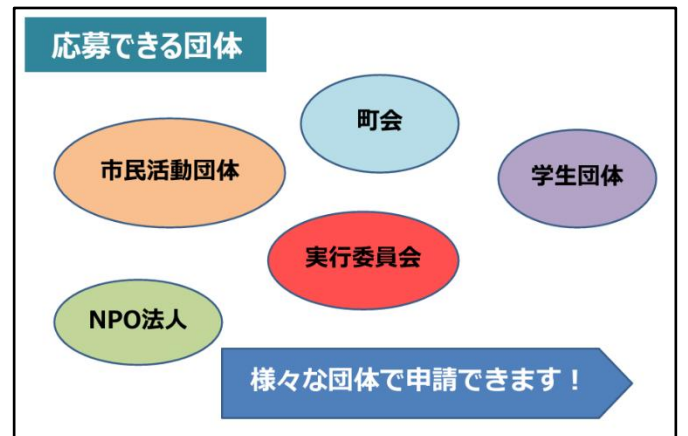 応募できる団体
町会
市民活動団体
学生団体
実行委員会
NPO法人
様々な団体で申請できます！